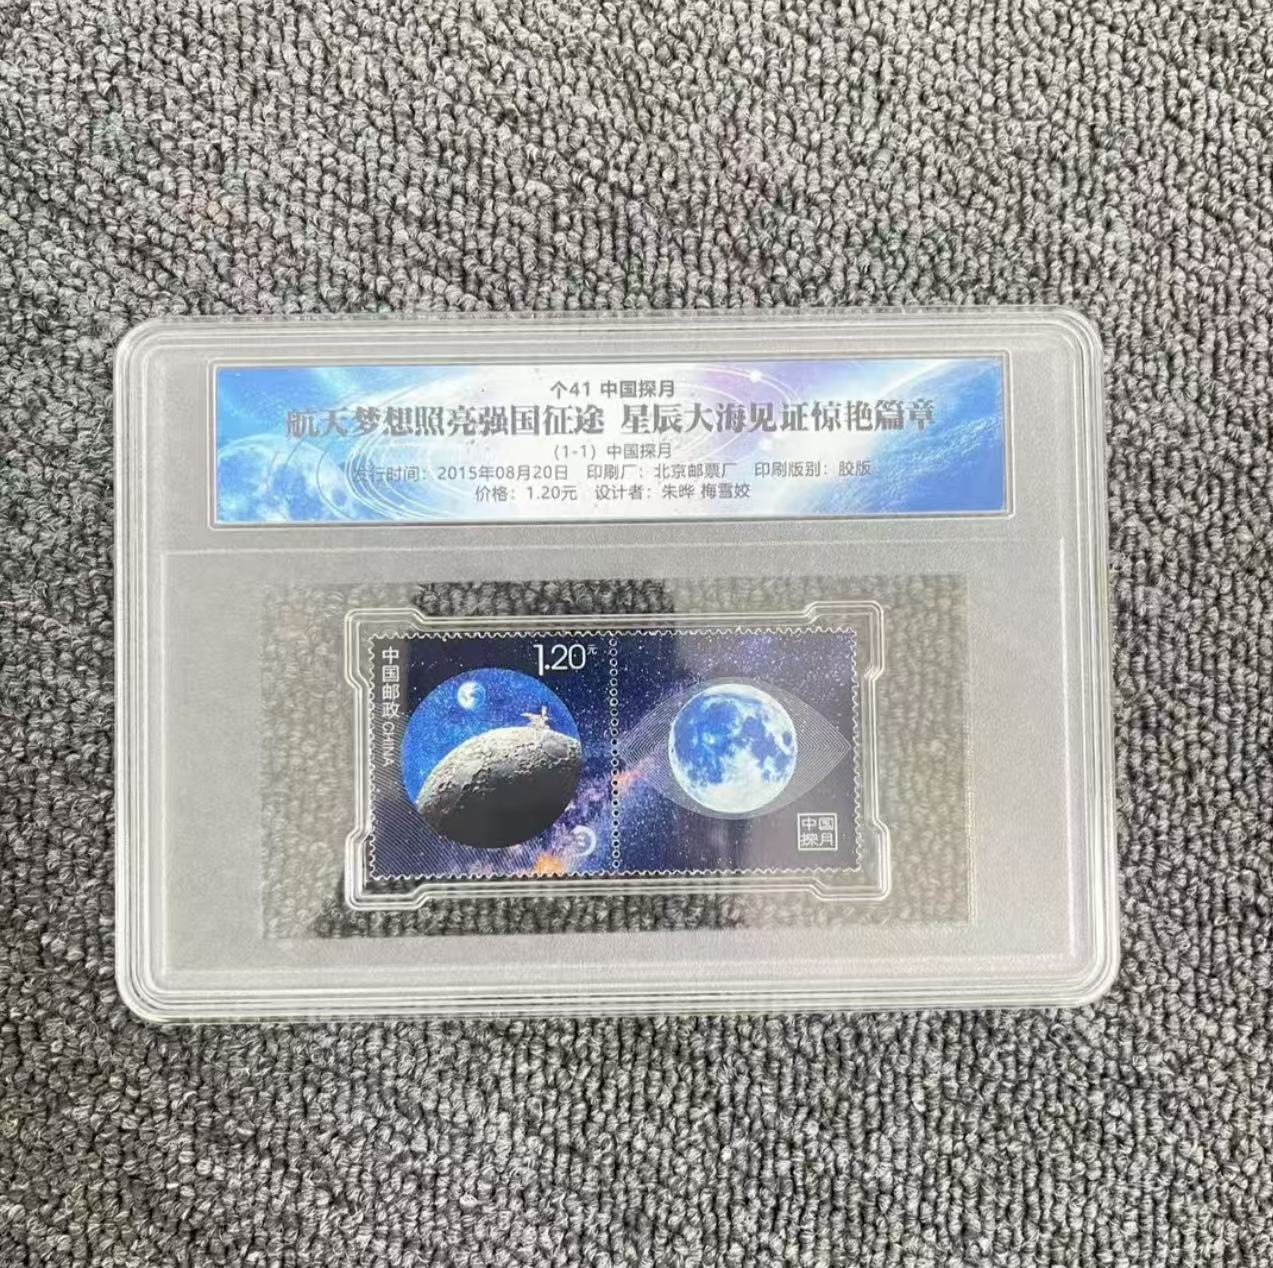 个41 中国探月
航天梦想照亮强国征途 星辰大海见证惊艳篇章
(1-1) 中国探月
发行时间：2015年08月20日 印刷厂：北京邮票厂 印刷版别：胶版
价格：1.20元 设计者：朱晔 梅雪姣
中国邮政 CHINA
1.20元
中国
探月